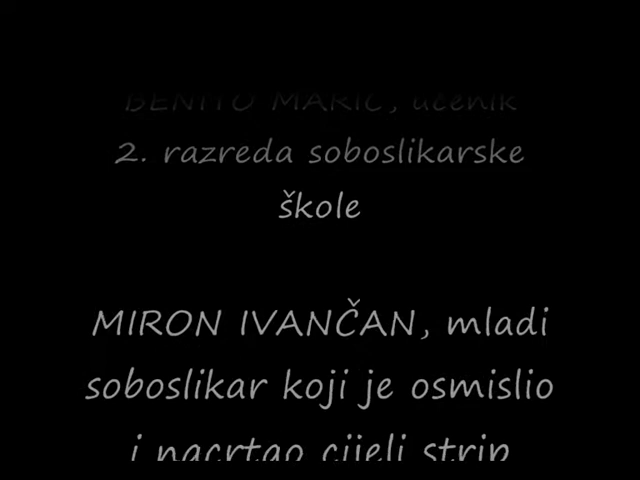 BENITO MARIĆ, učenik
2. razreda soboslikarske
škole
MIRON IVANČAN, mladi
soboslikar koji je osmislio
i nacrtao cijeli strip